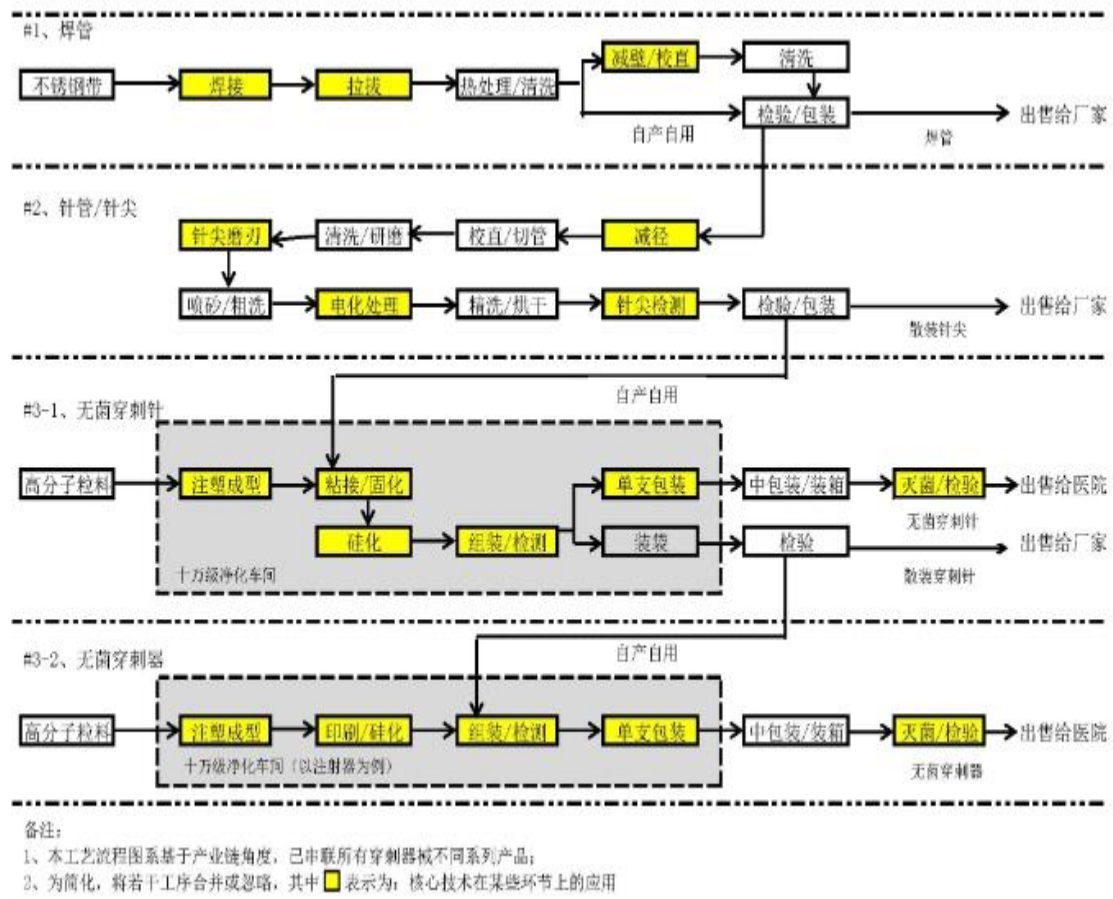 #1、焊管
不锈钢带
焊接
拉拔
热处理/清洗
减壁/校直
清洗
检验/包装
出售给厂家
自产自用
焊管
#2、针管/针尖
针尖磨刃
清洗/研磨
校直/切管
减径
喷砂/粗洗
电化处理
精洗/烘干
针尖检测
检验/包装
出售给厂家
散装针尖
自产自用
#3-1、无菌穿刺针
高分子粒料
注塑成型
粘接/固化
单支包装
中包装/装箱
灭菌/检验
出售给医院
无菌穿刺针
硅化
组装/检测
装袋
检验
出售给厂家
十万级净化车间
散装穿刺针
自产自用
#3-2、无菌穿刺器
高分子粒料
注塑成型
印刷/硅化
组装/检测
单支包装
中包装/装箱
灭菌/检验
出售给医院
十万级净化车间（以注射器为例）
无菌穿刺器
备注：
1、本工艺流程图系基于产业链角度，已串联所有穿刺器械不同系列产品；
2、为简化，将若干工序合并或忽略，其中 表示为：核心技术在某些环节上的应用